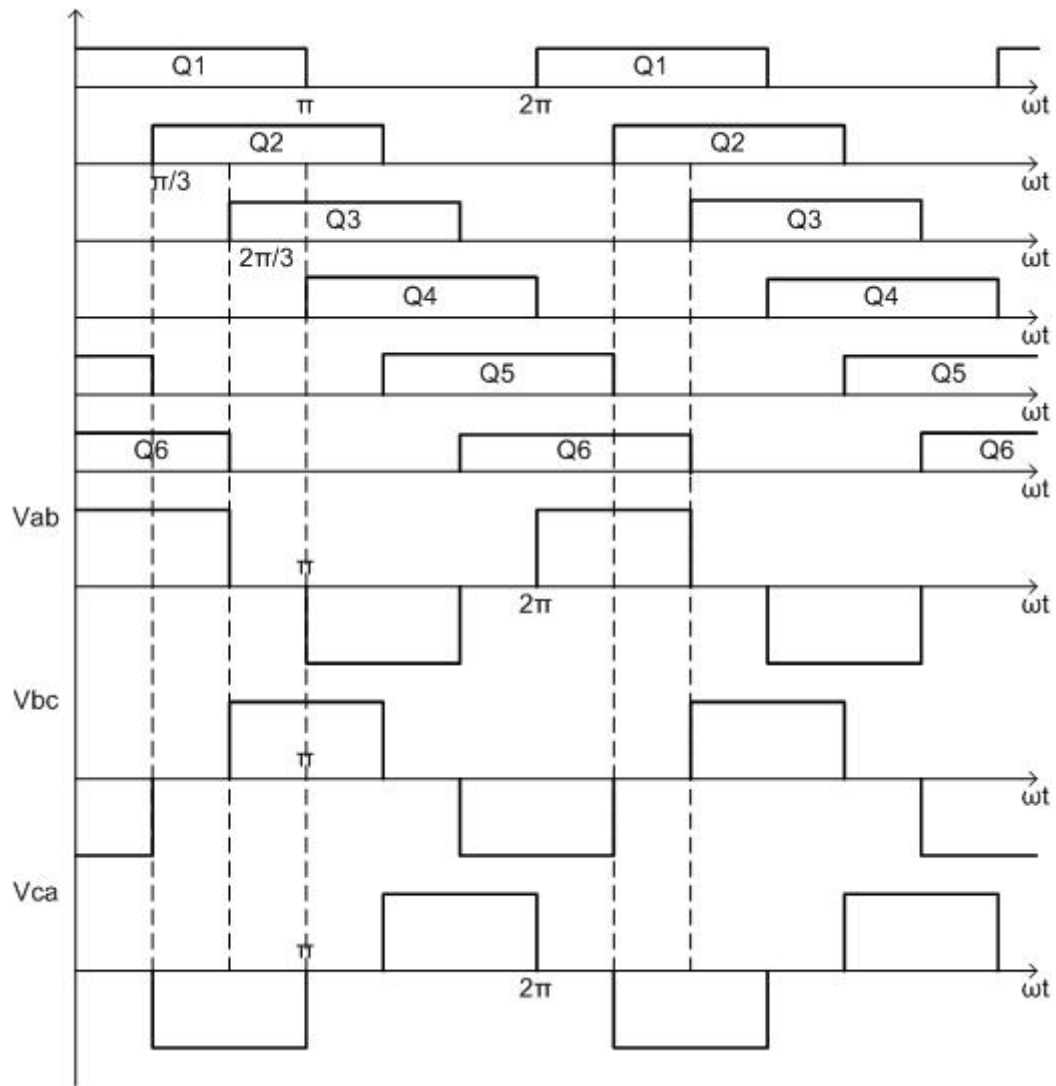 Q1 Q1
π 2π ωt
Q2 Q2
π/3 ωt
Q3 Q3
2π/3 ωt
Q4 Q4
ωt
Q5 Q5
ωt
Q6 Q6 Q6
ωt
Vab
π
2π ωt
Vbc
π
ωt
Vca
π
2π ωt